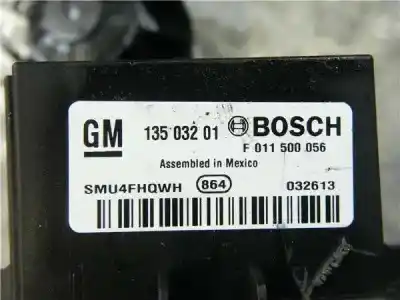 GM 135 032 01 BOSCH
F 011 500 056
Assembled in Mexico
SMU4FHQWH 864 032613